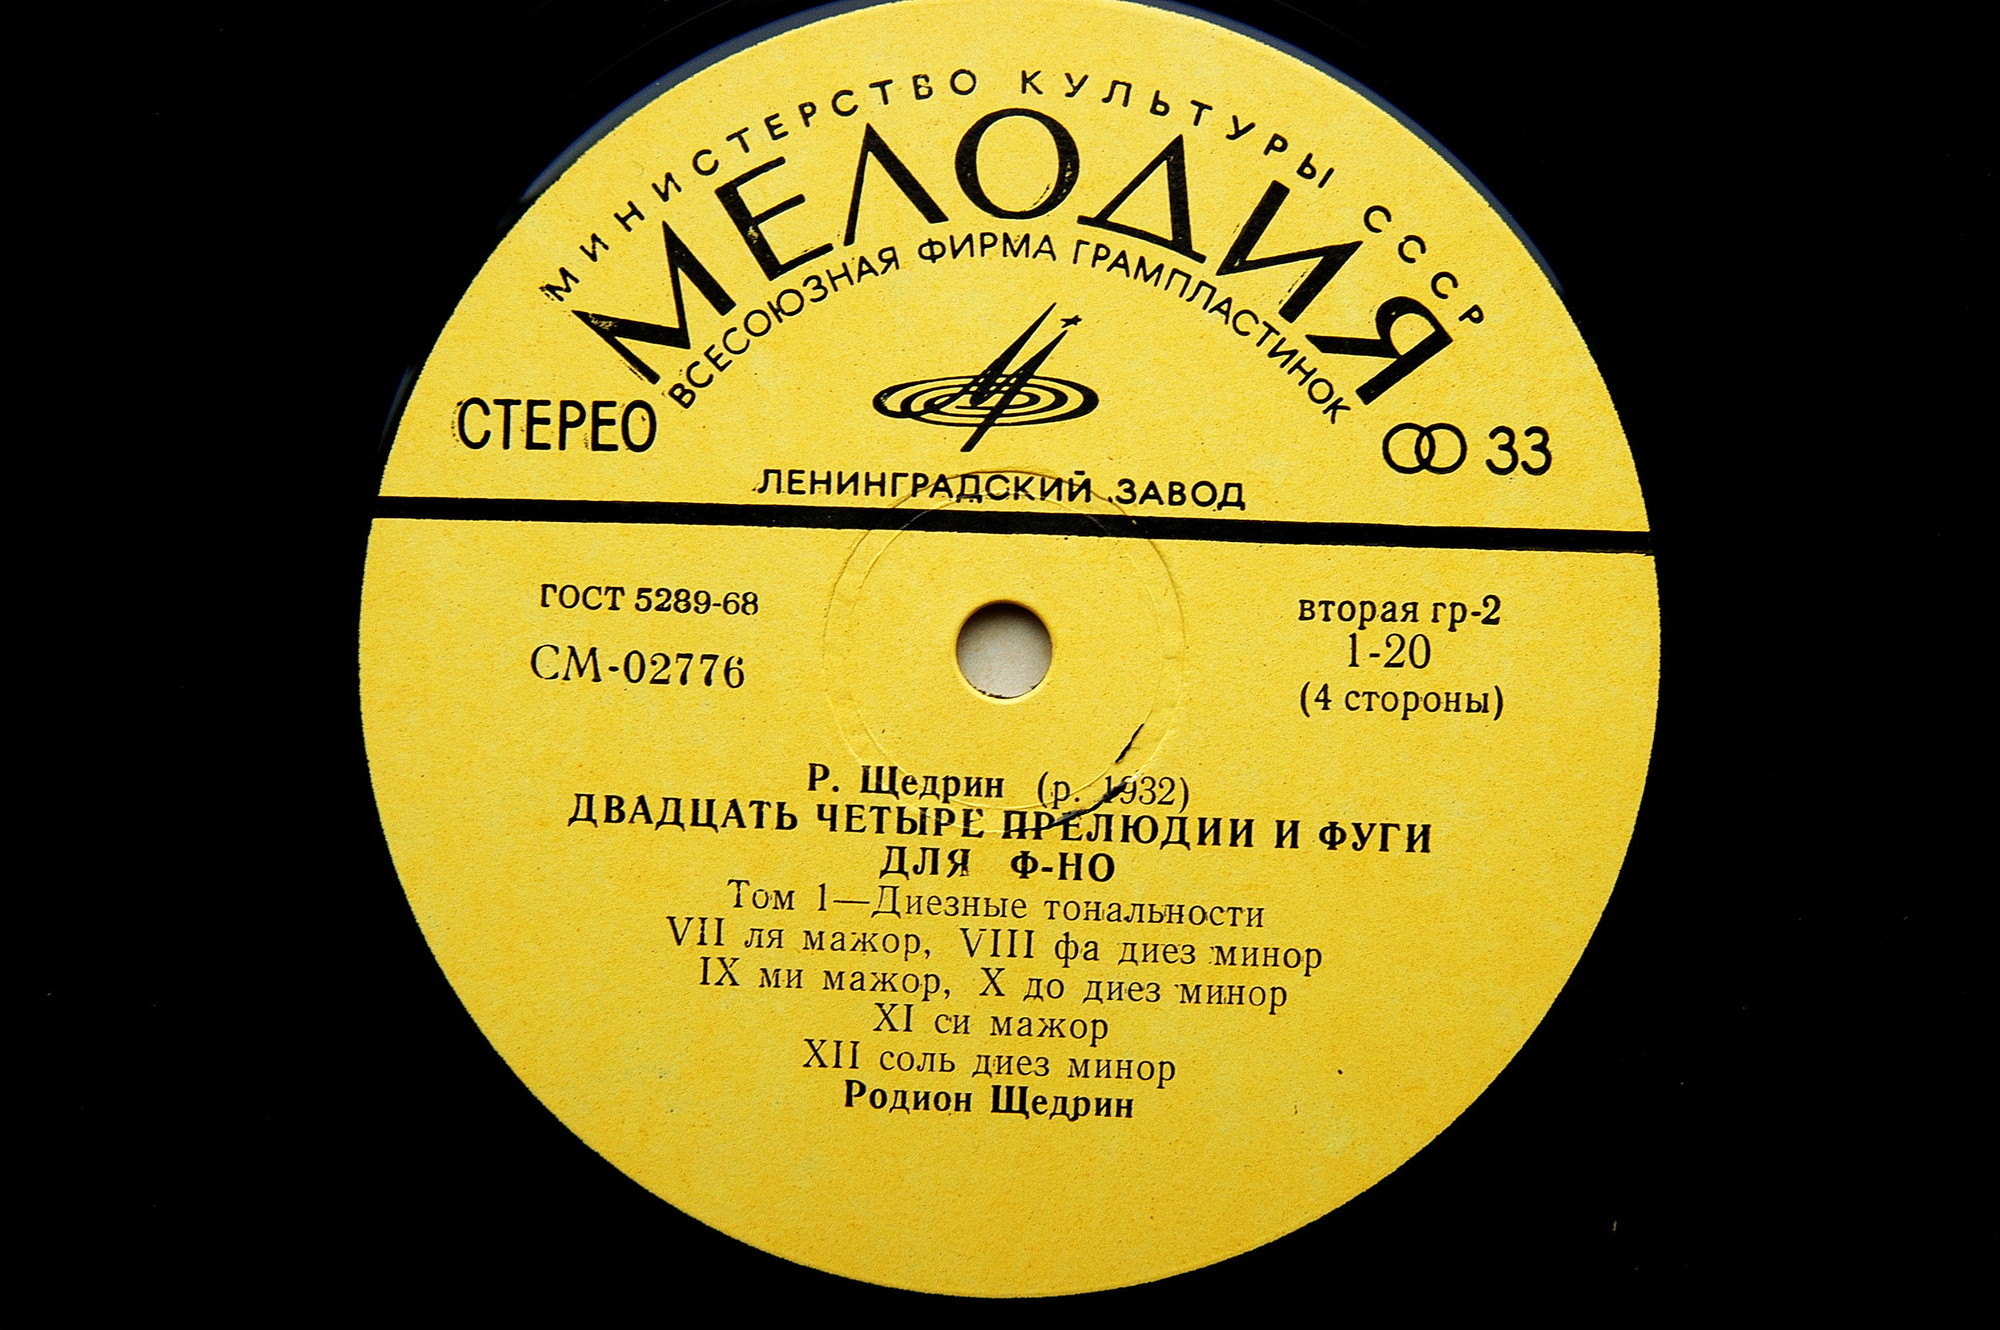 МИНИСТЕРСТВО КУЛЬТУРЫ СССР
МЕЛОДИЯ
ВСЕСОЮЗНАЯ ФИРМА ГРАМПЛАСТИНОК
СТЕРЕО
33
ЛЕНИНГРАДСКИЙ ЗАВОД
ГОСТ 5289-68
СМ-02776
вторая гр-2
1-20
(4 стороны)
Р. Щедрин (р. 1932)
ДВАДЦАТЬ ЧЕТЫРЕ ПРЕЛЮДИИ И ФУГИ
ДЛЯ Ф-НО
Том 1—Диезные тональности
VII ля мажор, VIII фа диез минор
IX ми мажор, X до диез минор
XI си мажор
XII соль диез минор
Родион Щедрин